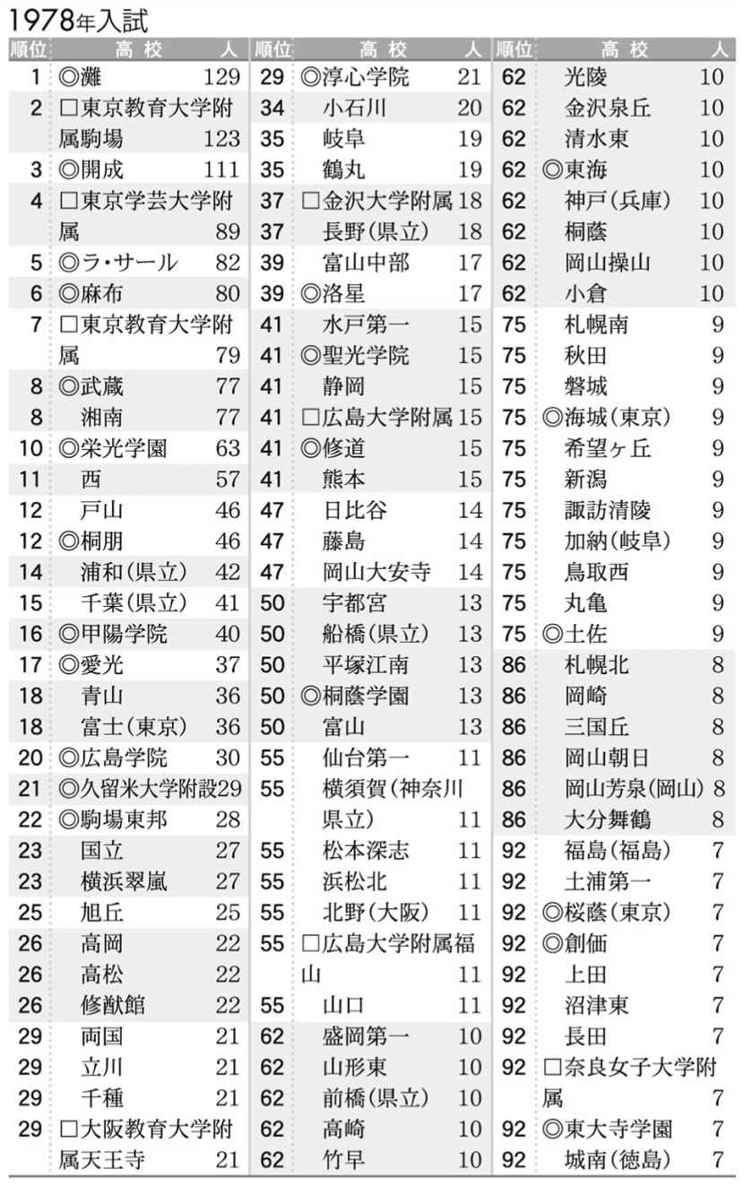 1978年入試
順位 高校 人
1 ◎灘 129
2 □東京教育大学附
属駒場 123
3 ◎開成 111
4 □東京学芸大学附
属 89
5 ◎ラ・サール 82
6 ◎麻布 80
7 □東京教育大学附
属 79
8 ◎武蔵 77
8 湘南 77
10 ◎栄光学園 63
11 西 57
12 戸山 46
12 ◎桐朋 46
14 浦和(県立) 42
15 千葉(県立) 41
16 ◎甲陽学院 40
17 ◎愛光 37
18 青山 36
18 富士(東京) 36
20 ◎広島学院 30
21 ◎久留米大学附設29
22 ◎駒場東邦 28
23 国立 27
23 横浜翠嵐 27
25 旭丘 25
26 高岡 22
26 高松 22
26 修猷館 22
29 両国 21
29 立川 21
29 千種 21
29 □大阪教育大学附
属天王寺 21
順位 高校 人
29 ◎淳心学院 21
34 小石川 20
35 岐阜 19
35 鶴丸 19
37 □金沢大学附属 18
37 長野(県立) 18
39 富山中部 17
39 ◎洛星 17
41 水戸第一 15
41 ◎聖光学院 15
41 静岡 15
41 □広島大学附属 15
41 ◎修道 15
41 熊本 15
47 日比谷 14
47 藤島 14
47 岡山大安寺 14
50 宇都宮 13
50 船橋(県立) 13
50 平塚江南 13
50 ◎桐蔭学園 13
50 富山 13
55 仙台第一 11
55 横須賀(神奈川
県立) 11
55 松本深志 11
55 浜松北 11
55 北野(大阪) 11
55 □広島大学附属福
山 11
55 山口 11
62 盛岡第一 10
62 山形東 10
62 前橋(県立) 10
62 高崎 10
62 竹早 10
順位 高校 人
62 光陵 10
62 金沢泉丘 10
62 清水東 10
62 ◎東海 10
62 神戸(兵庫) 10
62 桐蔭 10
62 岡山操山 10
62 小倉 10
75 札幌南 9
75 秋田 9
75 磐城 9
75 ◎海城(東京) 9
75 希望ヶ丘 9
75 新潟 9
75 諏訪清陵 9
75 加納(岐阜) 9
75 鳥取西 9
75 丸亀 9
75 ◎土佐 9
86 札幌北 8
86 岡崎 8
86 三国丘 8
86 岡山朝日 8
86 岡山芳泉(岡山) 8
86 大分舞鶴 8
92 福島(福島) 7
92 土浦第一 7
92 ◎桜蔭(東京) 7
92 ◎創価 7
92 上田 7
92 沼津東 7
92 長田 7
92 □奈良女子大学附
属 7
92 ◎東大寺学園 7
92 城南(徳島) 7